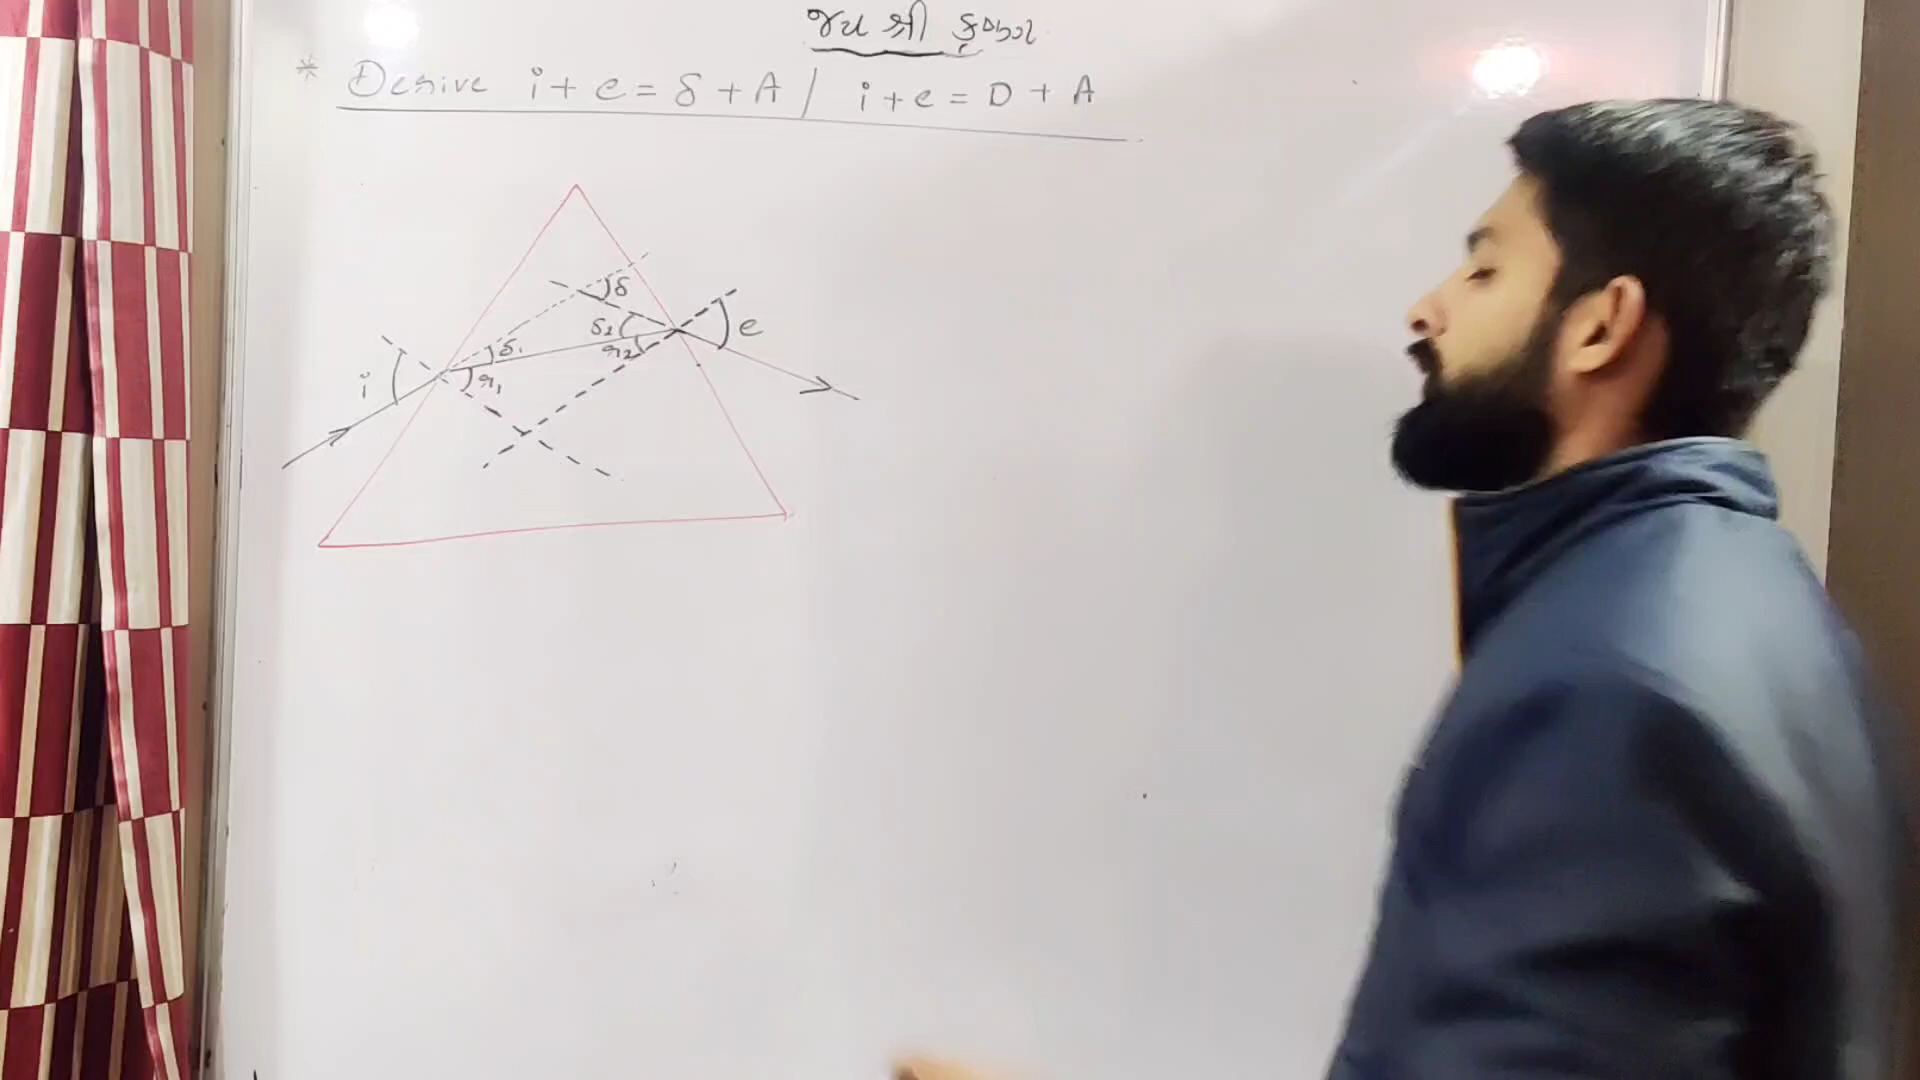 જય શ્રી કૃષ્ણ
* Derive i + e = δ + A / i + e = D + A
δ
δ₂
e
r₂
δ₁
i
r₁